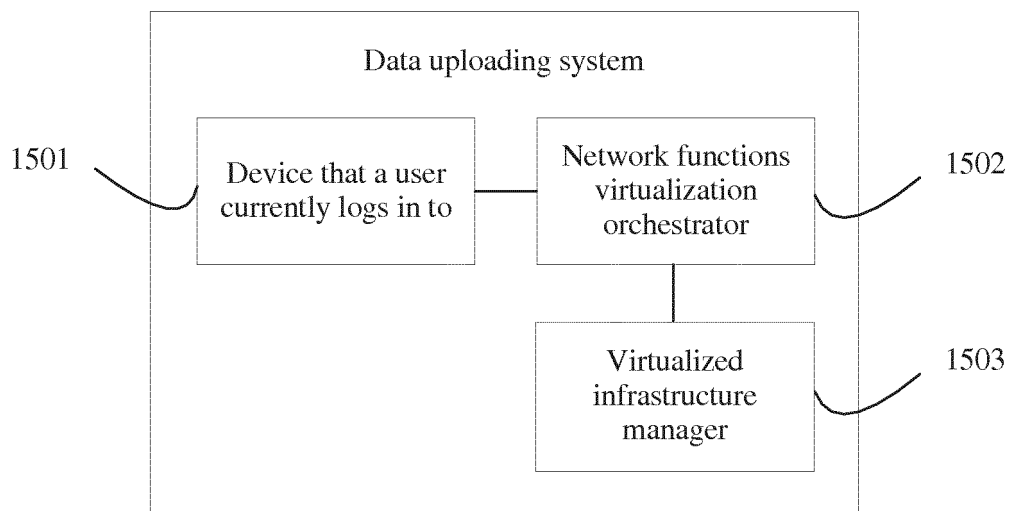 Data uploading system
1501
Device that a user
currently logs in to
Network functions
virtualization
orchestrator
1502
Virtualized
infrastructure
manager
1503